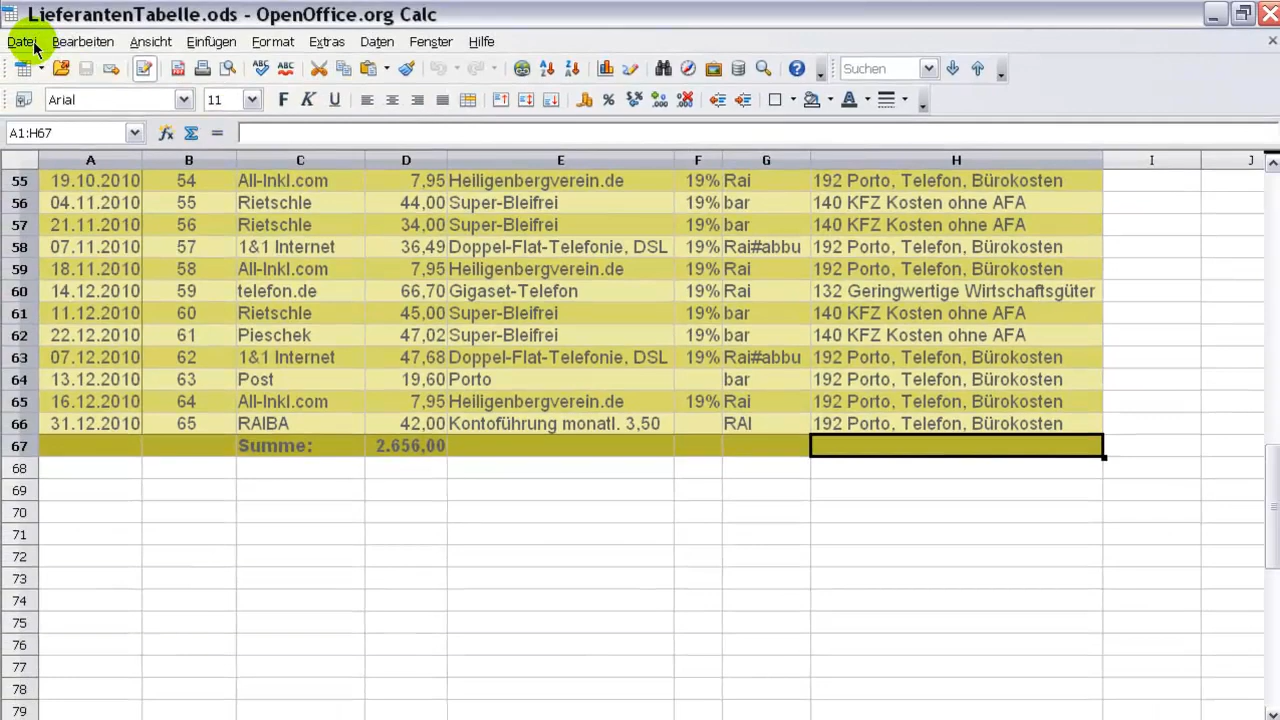 LieferantenTabelle.ods - OpenOffice.org Calc
Datei Bearbeiten Ansicht Einfügen Format Extras Daten Fenster Hilfe
Suchen
Arial 11
A1:H67
A B C D E F G H I J
55 19.10.2010 54 All-Inkl.com 7,95 Heiligenbergverein.de 19% Rai 192 Porto, Telefon, Bürokosten
56 04.11.2010 55 Rietschle 44,00 Super-Bleifrei 19% bar 140 KFZ Kosten ohne AFA
57 21.11.2010 56 Rietschle 34,00 Super-Bleifrei 19% bar 140 KFZ Kosten ohne AFA
58 07.11.2010 57 1&1 Internet 36,49 Doppel-Flat-Telefonie, DSL 19% Rai#abbu 192 Porto, Telefon, Bürokosten
59 18.11.2010 58 All-Inkl.com 7,95 Heiligenbergverein.de 19% Rai 192 Porto, Telefon, Bürokosten
60 14.12.2010 59 telefon.de 66,70 Gigaset-Telefon 19% Rai 132 Geringwertige Wirtschaftsgüter
61 11.12.2010 60 Rietschle 45,00 Super-Bleifrei 19% bar 140 KFZ Kosten ohne AFA
62 22.12.2010 61 Pieschek 47,02 Super-Bleifrei 19% bar 140 KFZ Kosten ohne AFA
63 07.12.2010 62 1&1 Internet 47,68 Doppel-Flat-Telefonie, DSL 19% Rai#abbu 192 Porto, Telefon, Bürokosten
64 13.12.2010 63 Post 19,60 Porto bar 192 Porto, Telefon, Bürokosten
65 16.12.2010 64 All-Inkl.com 7,95 Heiligenbergverein.de 19% Rai 192 Porto, Telefon, Bürokosten
66 31.12.2010 65 RAIBA 42,00 Kontoführung monatl. 3,50 RAI 192 Porto, Telefon, Bürokosten
67 Summe: 2.656,00
68
69
70
71
72
73
74
75
76
77
78
79